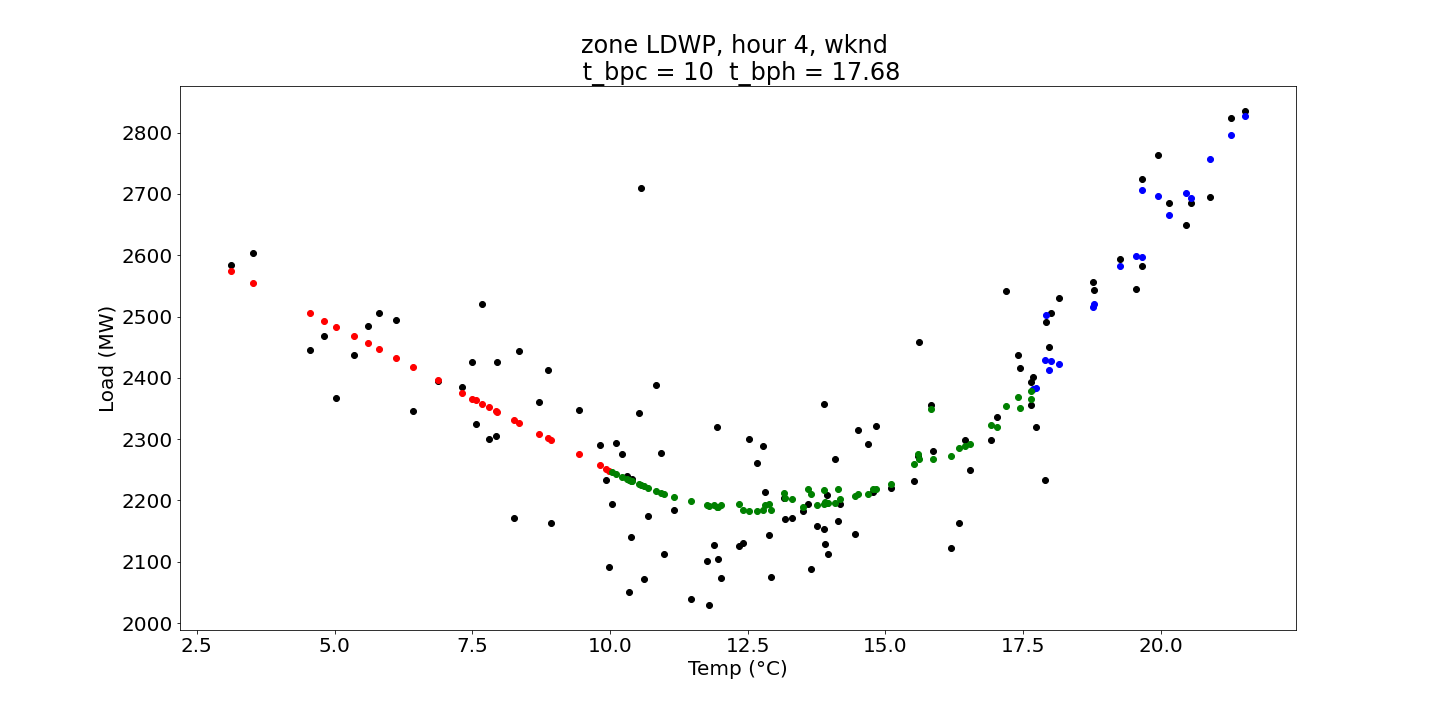 zone LDWP, hour 4, wknd
t_bpc = 10  t_bph = 17.68
Load (MW)
2800
2700
2600
2500
2400
2300
2200
2100
2000
2.5 5.0 7.5 10.0 12.5 15.0 17.5 20.0
Temp (°C)